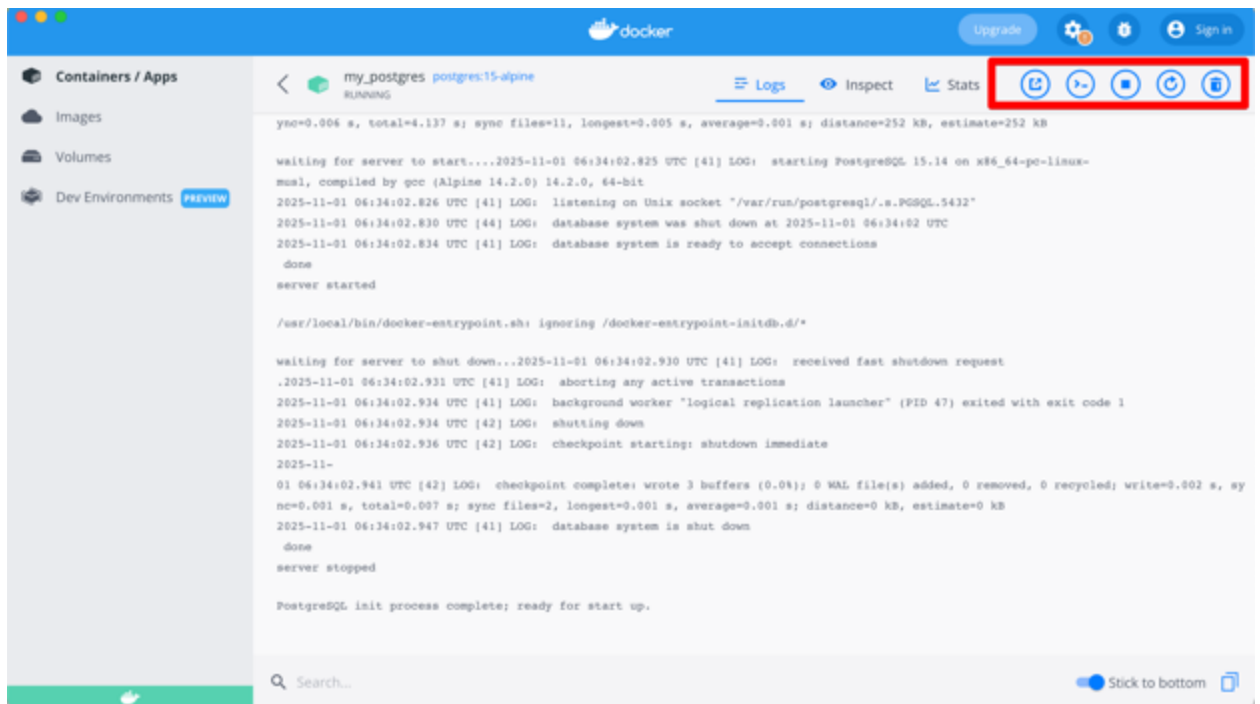 docker
Upgrade
Sign in
Containers / Apps
Images
Volumes
Dev Environments PREVIEW
my_postgres postgres:15-alpine
RUNNING
Logs
Inspect
Stats
ync=0.006 s, total=4.137 s; sync files=11, longest=0.005 s, average=0.001 s; distance=252 kB, estimate=252 kB
waiting for server to start....2025-11-01 06:34:02.825 UTC [41] LOG:  starting PostgreSQL 15.14 on x86_64-pc-linux-
musl, compiled by gcc (Alpine 14.2.0) 14.2.0, 64-bit
2025-11-01 06:34:02.826 UTC [41] LOG:  listening on Unix socket "/var/run/postgresql/.s.PGSQL.5432"
2025-11-01 06:34:02.830 UTC [44] LOG:  database system was shut down at 2025-11-01 06:34:02 UTC
2025-11-01 06:34:02.834 UTC [41] LOG:  database system is ready to accept connections
done
server started
/usr/local/bin/docker-entrypoint.sh: ignoring /docker-entrypoint-initdb.d/*
waiting for server to shut down...2025-11-01 06:34:02.930 UTC [41] LOG:  received fast shutdown request
.2025-11-01 06:34:02.931 UTC [41] LOG:  aborting any active transactions
2025-11-01 06:34:02.934 UTC [41] LOG:  background worker "logical replication launcher" (PID 47) exited with exit code 1
2025-11-01 06:34:02.934 UTC [42] LOG:  shutting down
2025-11-01 06:34:02.936 UTC [42] LOG:  checkpoint starting: shutdown immediate
2025-11-
01 06:34:02.941 UTC [42] LOG:  checkpoint complete: wrote 3 buffers (0.0%); 0 WAL file(s) added, 0 removed, 0 recycled; write=0.002 s, sy
nc=0.001 s, total=0.007 s; sync files=2, longest=0.001 s, average=0.001 s; distance=0 kB, estimate=0 kB
2025-11-01 06:34:02.947 UTC [41] LOG:  database system is shut down
done
server stopped
PostgreSQL init process complete; ready for start up.
Search...
Stick to bottom